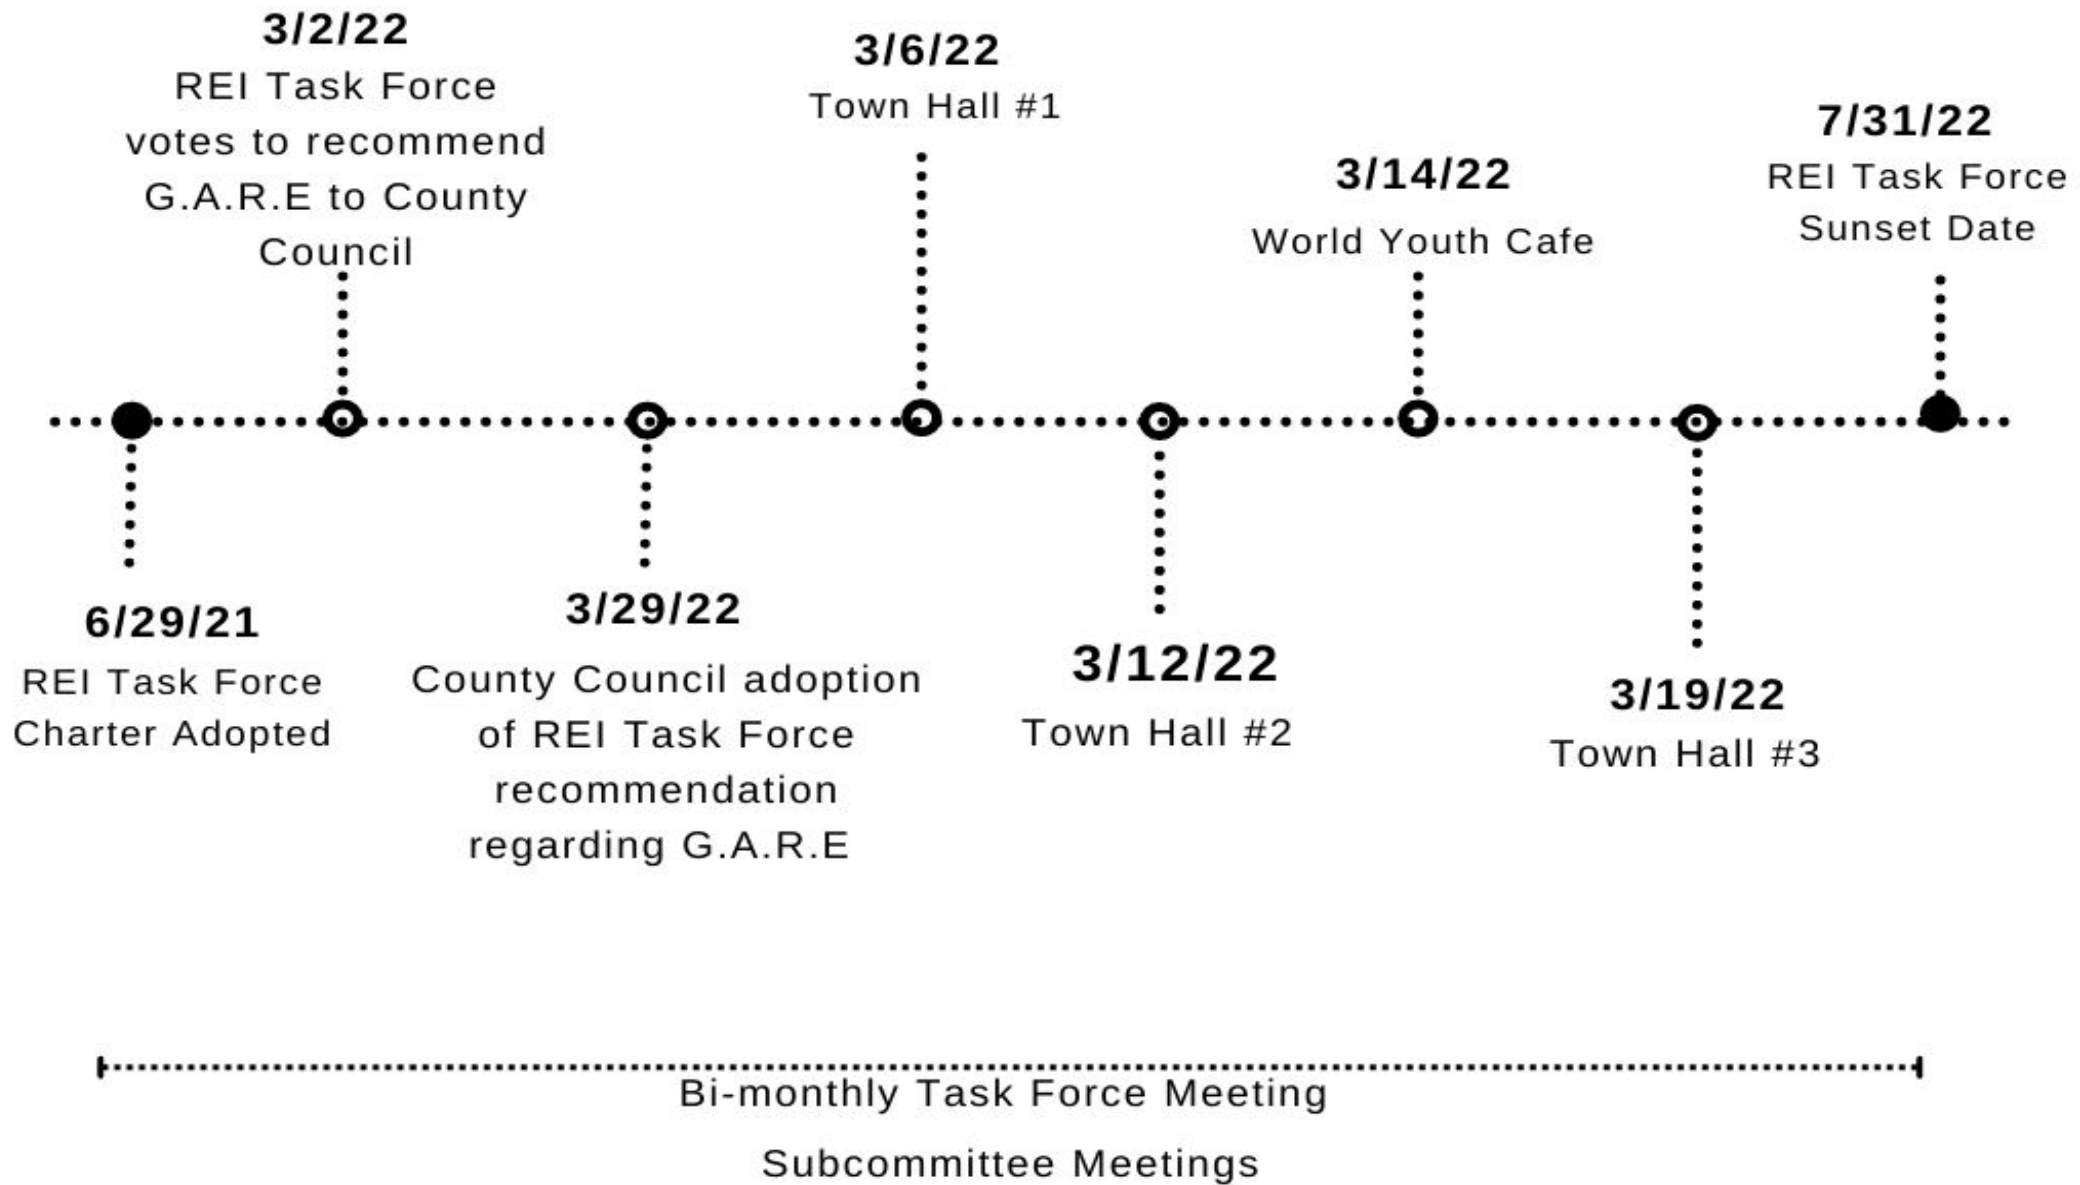 3/2/22
REI Task Force
votes to recommend
G.A.R.E to County
Council
3/6/22
Town Hall #1
3/14/22
World Youth Cafe
7/31/22
REI Task Force
Sunset Date
6/29/21
REI Task Force
Charter Adopted
3/29/22
County Council adoption
of REI Task Force
recommendation
regarding G.A.R.E
3/12/22
Town Hall #2
3/19/22
Town Hall #3
Bi-monthly Task Force Meeting
Subcommittee Meetings